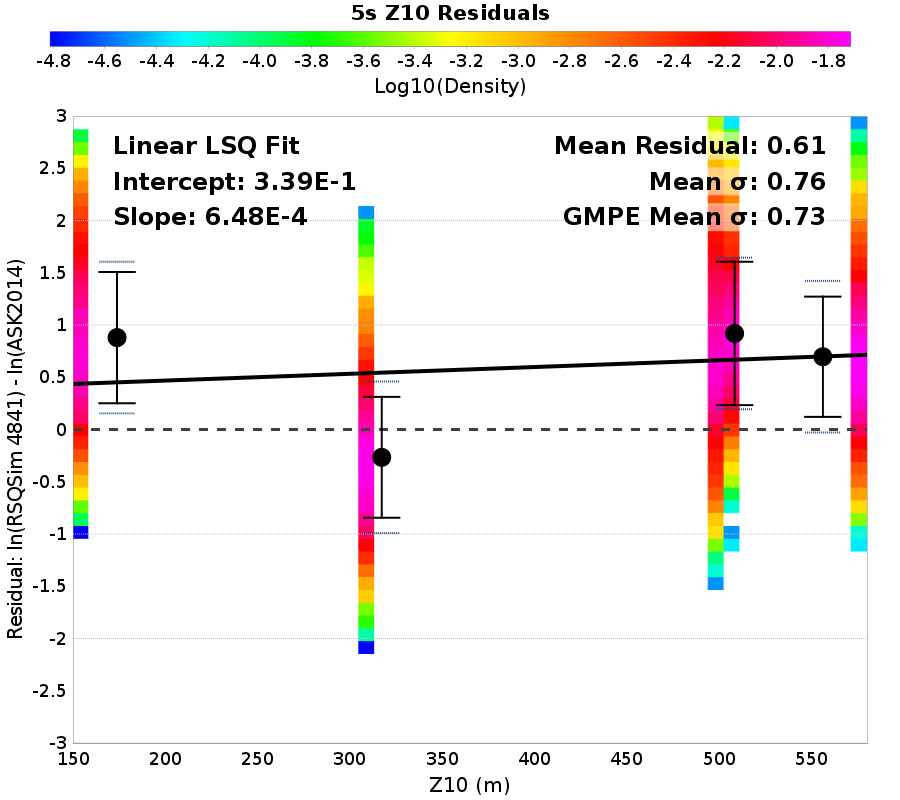 5s Z10 Residuals
-4.8 -4.6 -4.4 -4.2 -4.0 -3.8 -3.6 -3.4 -3.2 -3.0 -2.8 -2.6 -2.4 -2.2 -2.0 -1.8
Log10(Density)
Linear LSQ Fit
Intercept: 3.39E-1
Slope: 6.48E-4
Mean Residual: 0.61
Mean σ: 0.76
GMPE Mean σ: 0.73
Residual: ln(RSQSim 4841) - ln(ASK2014)
3
2.5
2
1.5
1
0.5
0
-0.5
-1
-1.5
-2
-2.5
-3
150 200 250 300 350 400 450 500 550
Z10 (m)